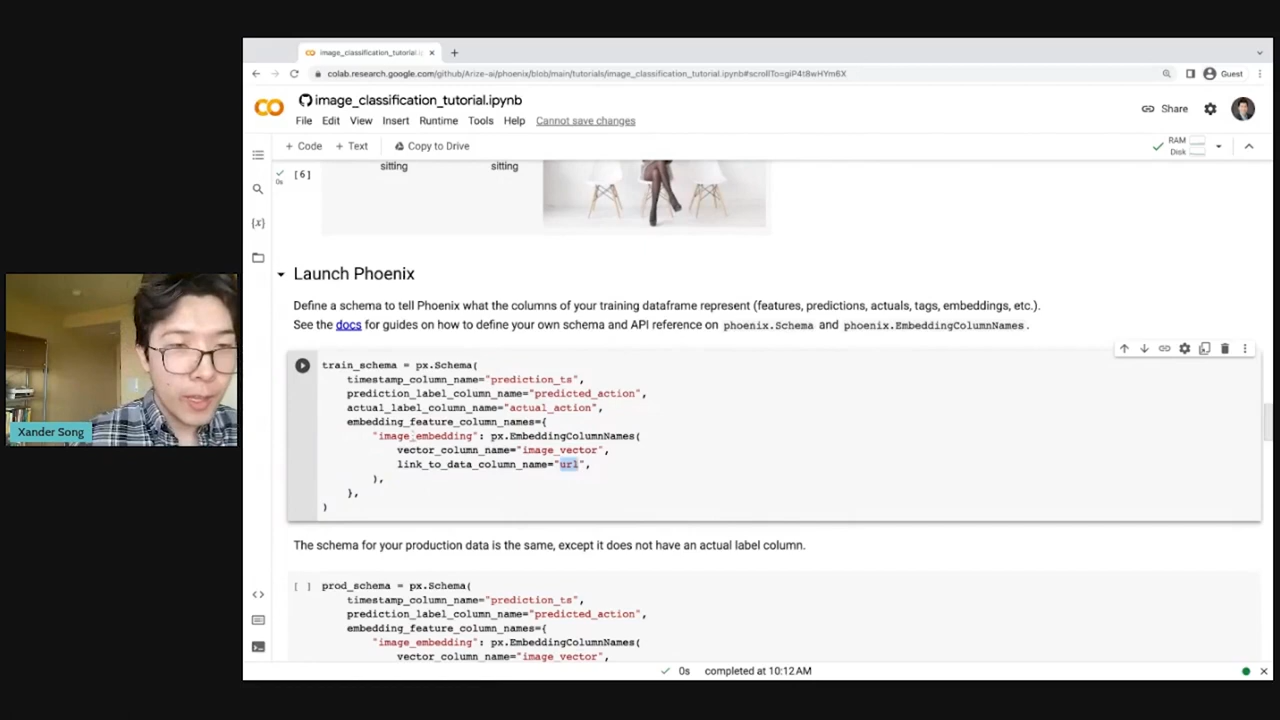 image_classification_tutorial.ip
colab.research.google.com/github/Arize-ai/phoenix/blob/main/tutorials/image_classification_tutorial.ipynb#scrollTo=giP4t8wHYm6X
Guest
image_classification_tutorial.ipynb
Share
File Edit View Insert Runtime Tools Help Cannot save changes
+ Code + Text Copy to Drive
RAM
Disk
sitting sitting
[6]
0s
{x}
Launch Phoenix
Define a schema to tell Phoenix what the columns of your training dataframe represent (features, predictions, actuals, tags, embeddings, etc.).
See the docs for guides on how to define your own schema and API reference on phoenix.Schema and phoenix.EmbeddingColumnNames.
train_schema = px.Schema(
timestamp_column_name="prediction_ts",
prediction_label_column_name="predicted_action",
actual_label_column_name="actual_action",
embedding_feature_column_names={
"image_embedding": px.EmbeddingColumnNames(
vector_column_name="image_vector",
link_to_data_column_name="url",
),
},
)
Xander Song
The schema for your production data is the same, except it does not have an actual label column.
[ ] prod_schema = px.Schema(
timestamp_column_name="prediction_ts",
prediction_label_column_name="predicted_action",
embedding_feature_column_names={
"image_embedding": px.EmbeddingColumnNames(
vector_column_name="image_vector",
0s completed at 10:12 AM